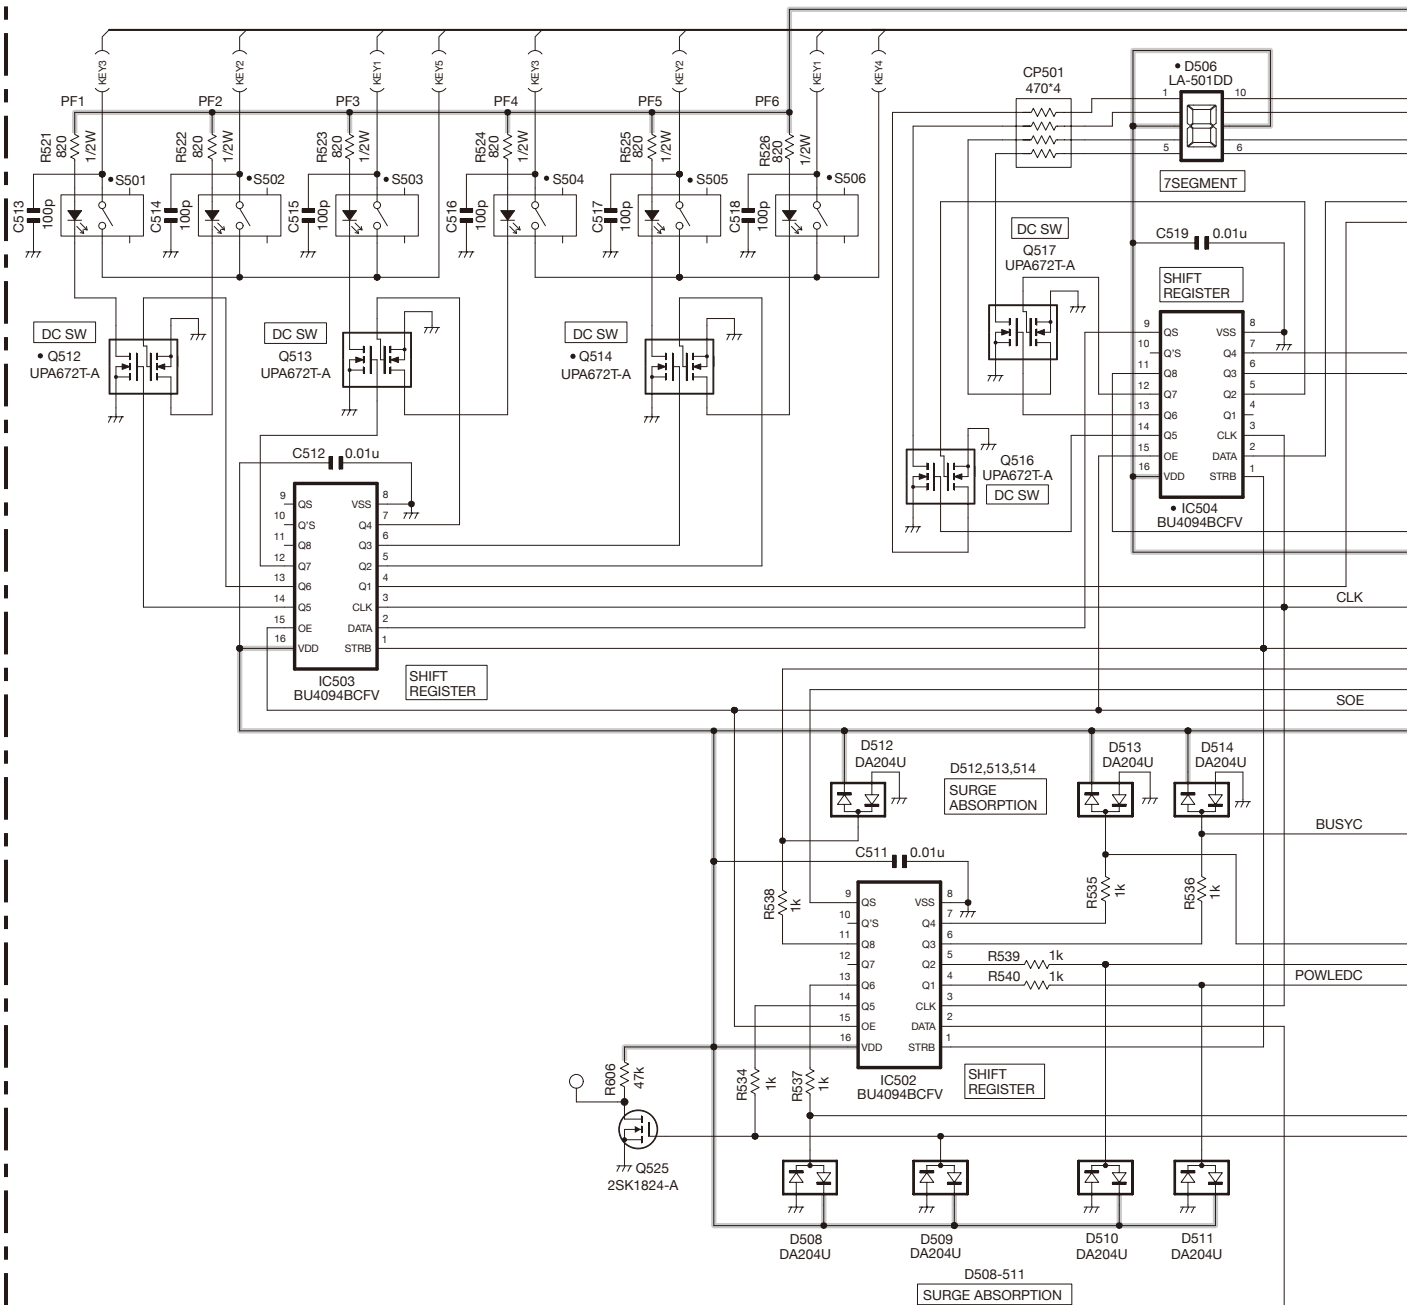 KEY3
KEY2
KEY1
KEY5
KEY3
KEY2
KEY1
KEY4
PF1
PF2
PF3
PF4
PF5
PF6
R521
820
1/2W
R522
820
1/2W
R523
820
1/2W
R524
820
1/2W
R525
820
1/2W
R526
820
1/2W
S501
S502
S503
S504
S505
S506
C513
100p
C514
100p
C515
100p
C516
100p
C517
100p
C518
100p
CP501
470*4
D506
LA-501DD
1
10
5
6
7SEGMENT
DC SW
Q512
UPA672T-A
DC SW
Q513
UPA672T-A
DC SW
Q514
UPA672T-A
DC SW
Q517
UPA672T-A
C519
0.01u
SHIFT
REGISTER
9 QS VSS 8
10 Q'S Q4 7
11 Q8 Q3 6
12 Q7 Q2 5
13 Q6 Q1 4
14 Q5 CLK 3
15 OE DATA 2
16 VDD STRB 1
IC504
BU4094BCFV
Q516
UPA672T-A
DC SW
C512
0.01u
9 QS VSS 8
10 Q'S Q4 7
11 Q8 Q3 6
12 Q7 Q2 5
13 Q6 Q1 4
14 Q5 CLK 3
15 OE DATA 2
16 VDD STRB 1
IC503
BU4094BCFV
SHIFT
REGISTER
CLK
SOE
D512
DA204U
D512,513,514
SURGE
ABSORPTION
D513
DA204U
D514
DA204U
BUSYC
C511
0.01u
R538
1k
R535
1k
R536
1k
9 QS VSS 8
10 Q'S Q4 7
11 Q8 Q3 6
12 Q7 Q2 5
13 Q6 Q1 4
14 Q5 CLK 3
15 OE DATA 2
16 VDD STRB 1
R539
1k
R540
1k
POWLEDC
IC502
BU4094BCFV
SHIFT
REGISTER
R606
47k
R534
1k
R537
1k
Q525
2SK1824-A
D508
DA204U
D509
DA204U
D510
DA204U
D511
DA204U
D508-511
SURGE ABSORPTION